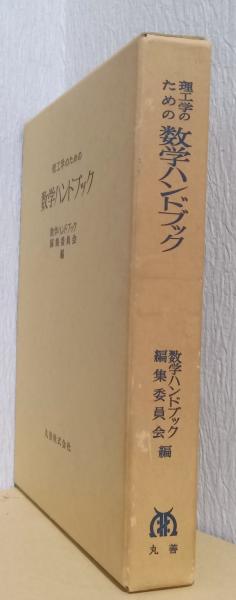 理工学のための
数学ハンドブック
数学ハンドブック
編集委員会
編
丸善株式会社
理工学の
ための
数学ハンドブック
数学ハンドブック
編集委員会編
丸善